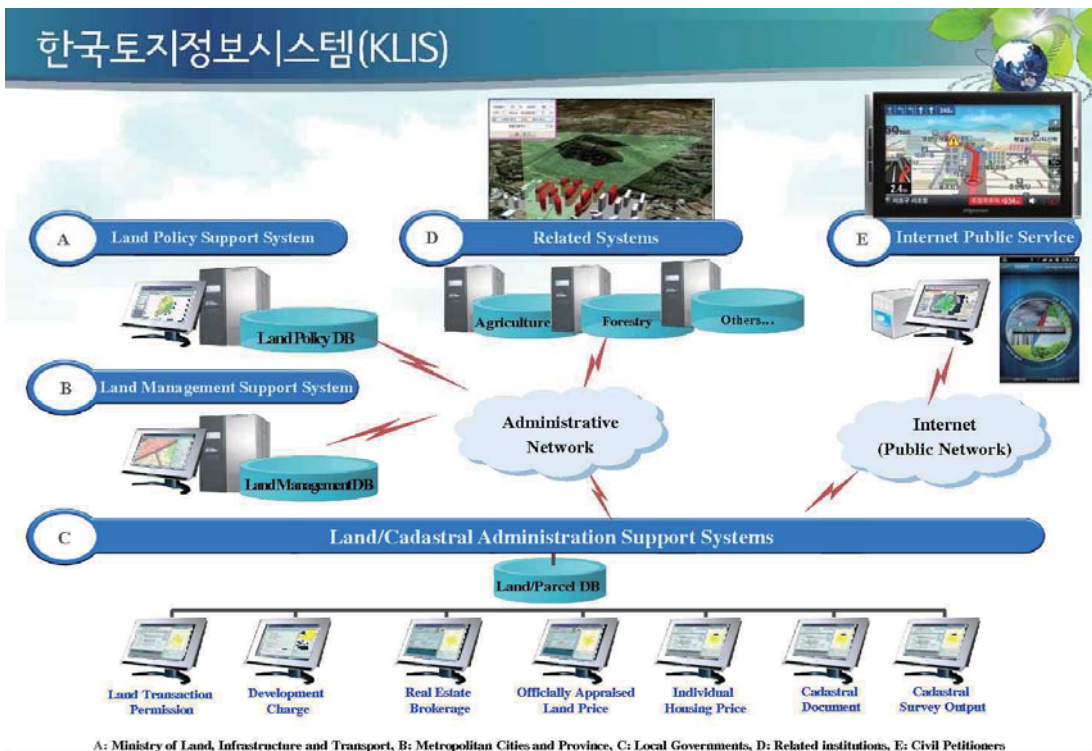 한국토지정보시스템(KLIS)
A
Land Policy Support System
D
Related Systems
E
Internet Public Service
Land Policy DB
Agriculture
Forestry
Others...
B
Land Management Support System
Land Management DB
Administrative
Network
Internet
(Public Network)
C
Land/Cadastral Administration Support Systems
Land/Parcel DB
Land Transaction
Permission
Development
Charge
Real Estate
Brokerage
Officially Appraised
Land Price
Individual
Housing Price
Cadastral
Document
Cadastral
Survey Output
A: Ministry of Land, Infrastructure and Transport, B: Metropolitan Cities and Province, C: Local Governments, D: Related institutions, E: Civil Petitioners